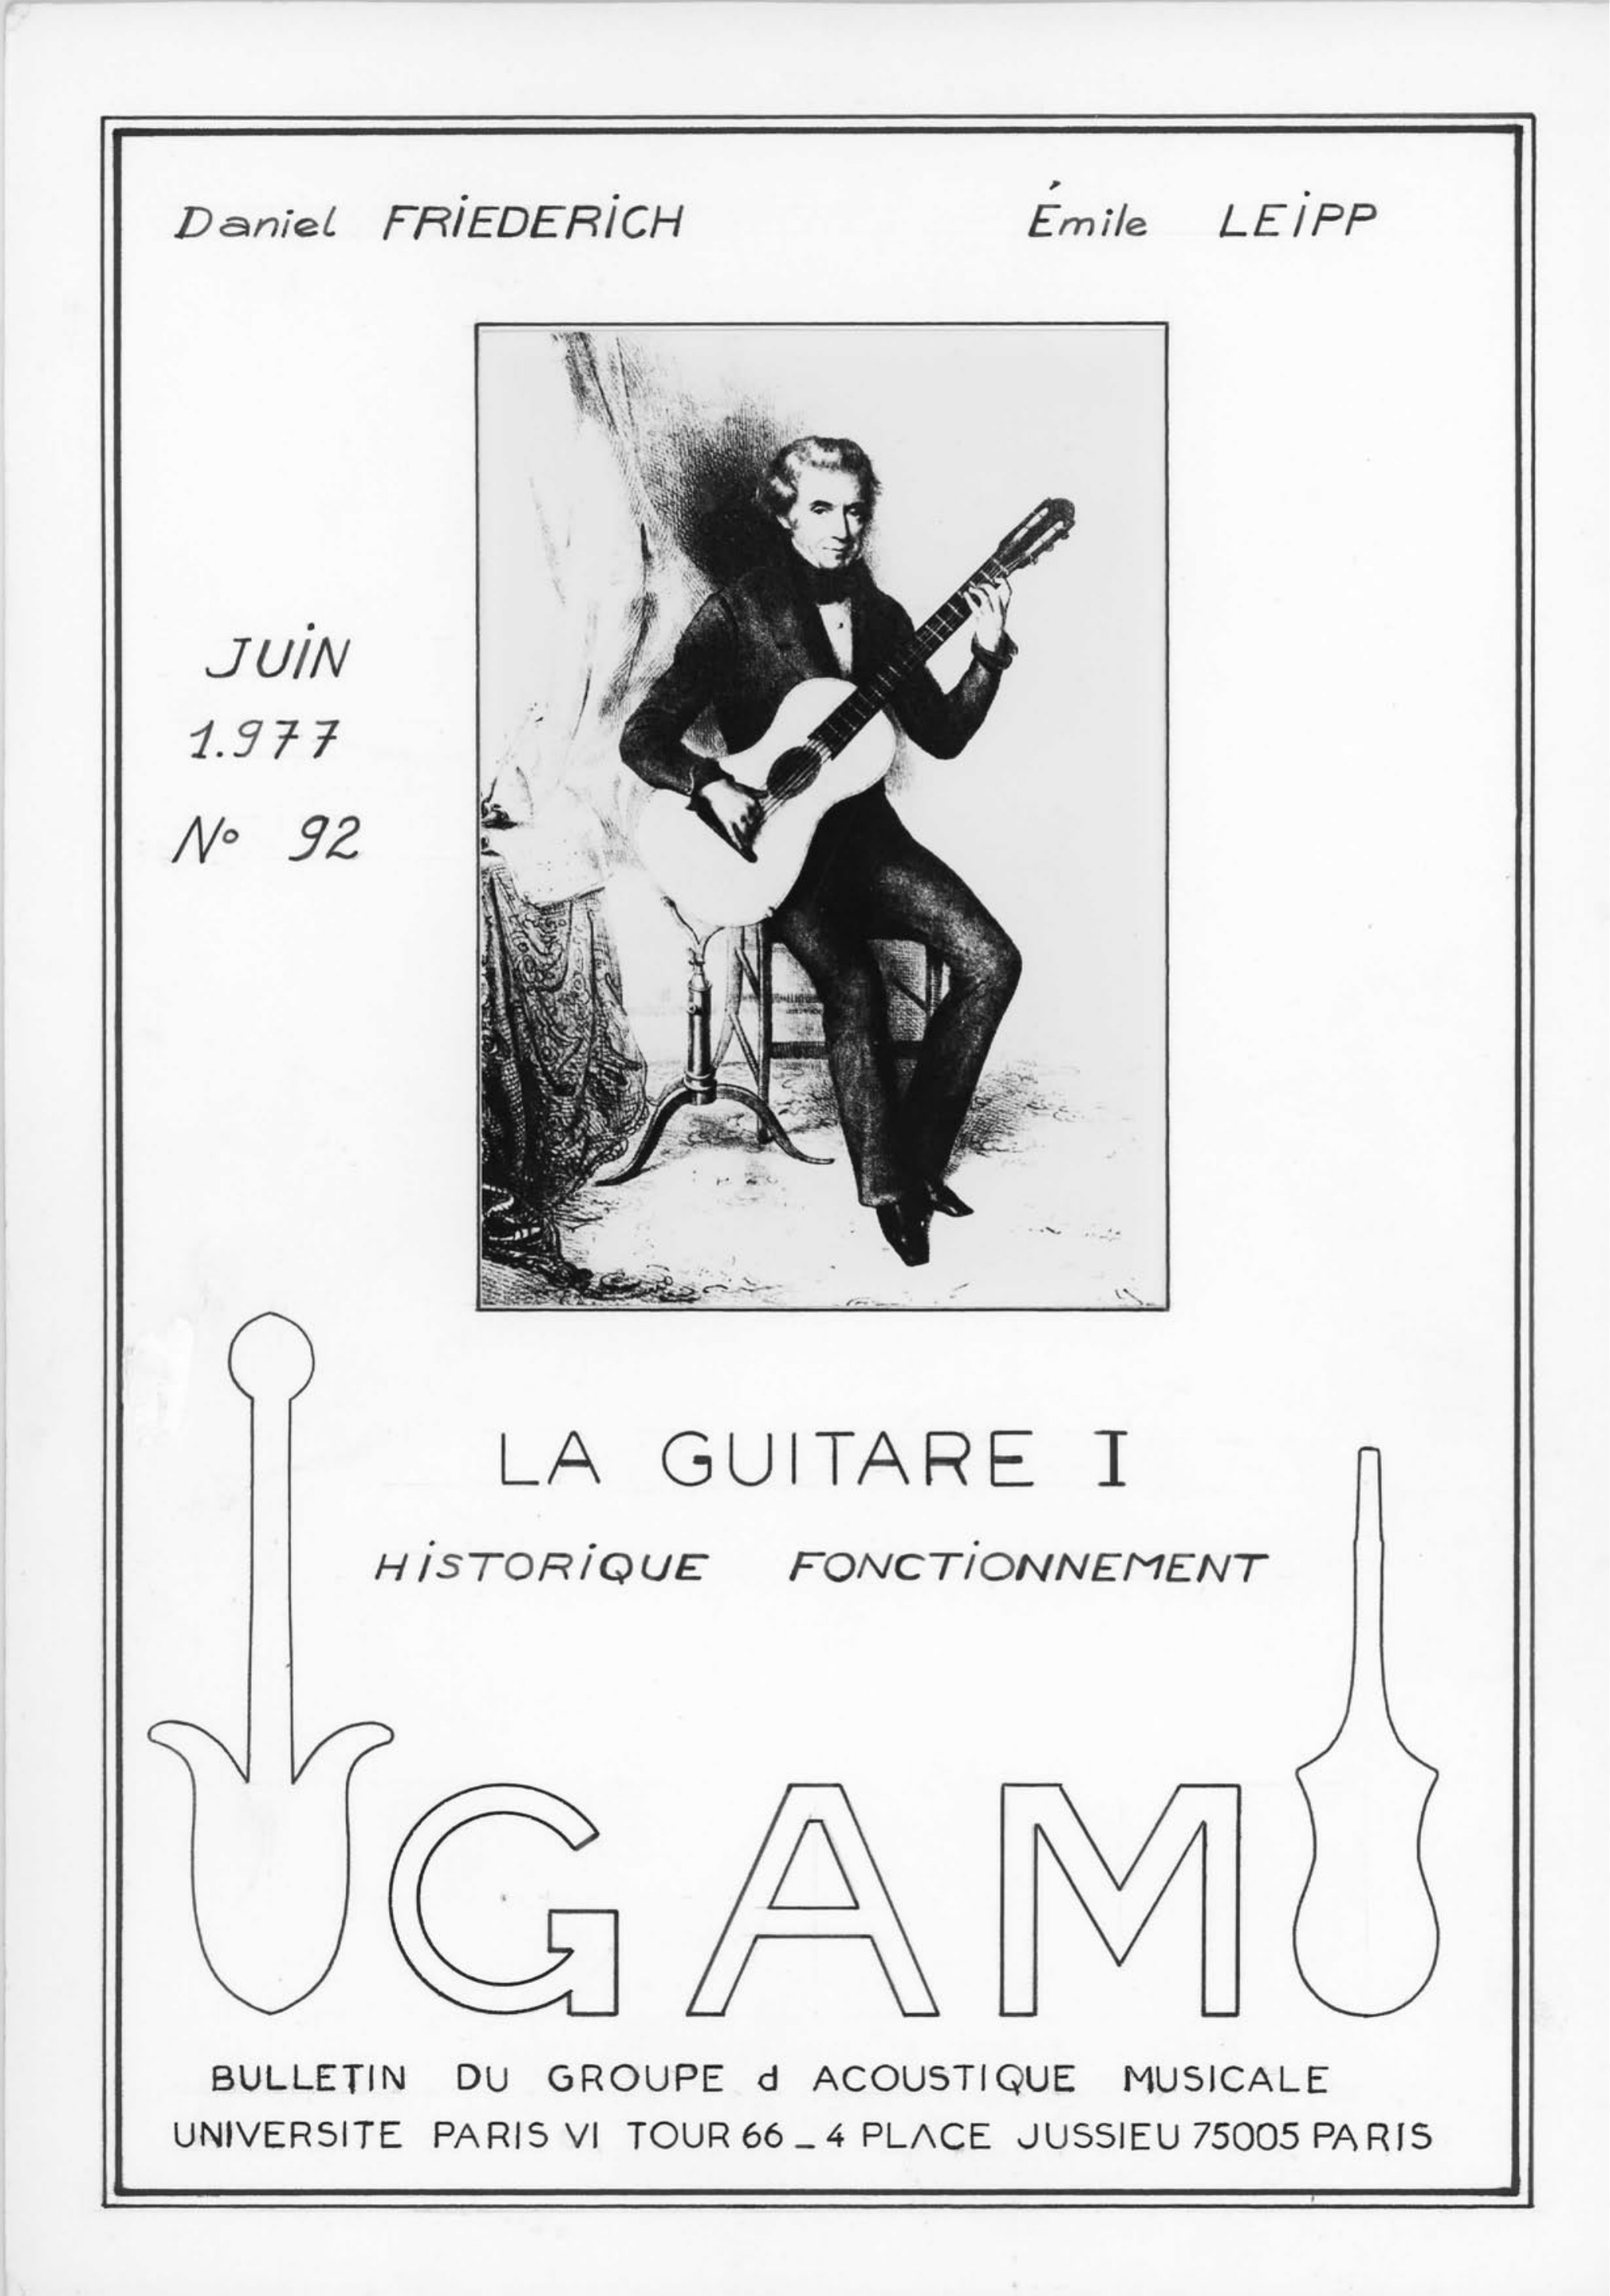 Daniel FRIEDERICH Émile LEIPP
JUIN
1.977
N° 92
LA GUITARE I
HISTORIQUE FONCTIONNEMENT
GAM
BULLETIN DU GROUPE d ACOUSTIQUE MUSICALE
UNIVERSITE PARIS VI TOUR 66 _ 4 PLACE JUSSIEU 75005 PARIS